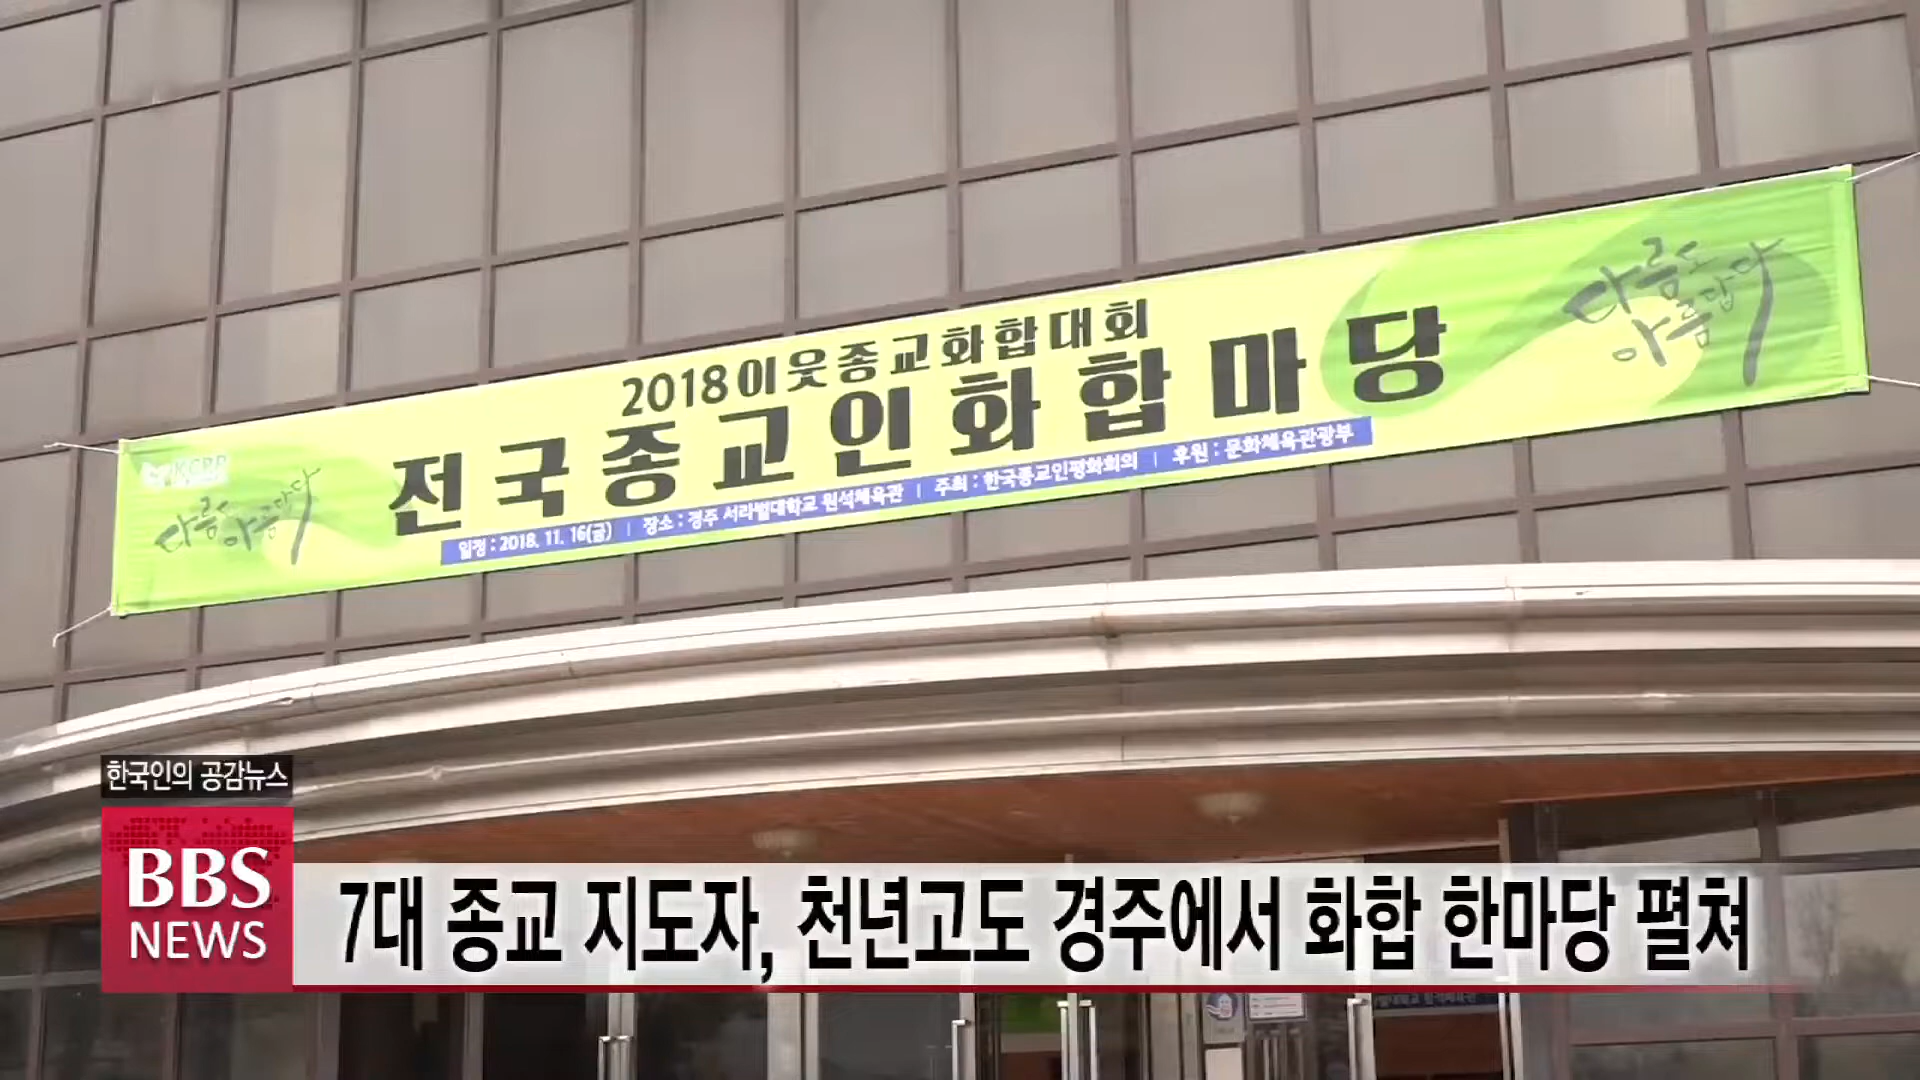 2018이웃종교화합대회
전국종교인화합마당
KCRP
다름도 아름답다
다름도
아름답다
일정 : 2018. 11. 16(금) | 장소 : 경주 서라벌대학교 원석체육관 | 주최 : 한국종교인평화회의 | 후원 : 문화체육관광부
한국인의 공감뉴스
BBS
NEWS
7대 종교 지도자, 천년고도 경주에서 화합 한마당 펼쳐